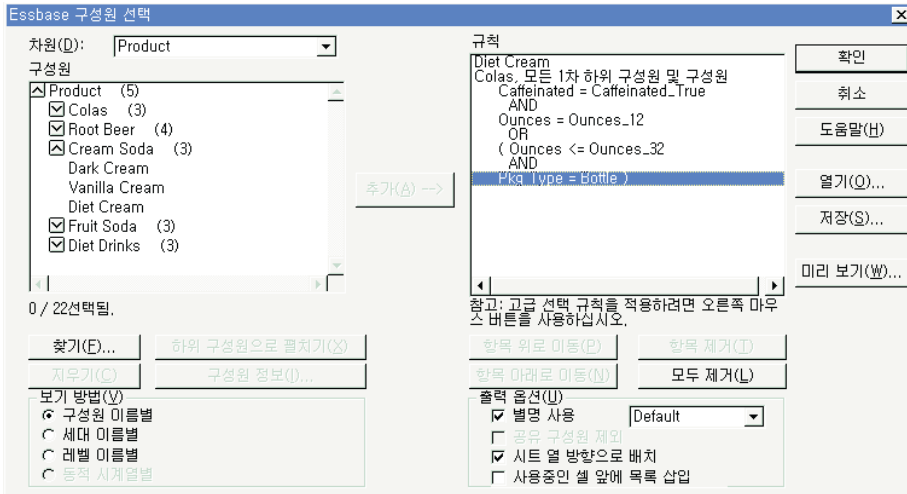 Essbase 구성원 선택
차원(D):
Product
구성원
Product (5)
Colas (3)
Root Beer (4)
Cream Soda (3)
Dark Cream
Vanilla Cream
Diet Cream
Fruit Soda (3)
Diet Drinks (3)
0 / 22선택됨.
찾기(F)...
하위 구성원으로 펼치기(X)
지우기(C)
구성원 정보(I)...
보기 방법(V)
구성원 이름별
세대 이름별
레벨 이름별
동적 시계열별
추가(A) -->
규칙
Diet Cream
Colas, 모든 1차 하위 구성원 및 구성원
Caffeinated = Caffeinated_True
AND
Ounces = Ounces_12
OR
( Ounces <= Ounces_32
AND
Pkg Type = Bottle )
참고: 고급 선택 규칙을 적용하려면 오른쪽 마우
스 버튼을 사용하십시오.
항목 위로 이동(P)
항목 제거(T)
항목 아래로 이동(N)
모두 제거(L)
출력 옵션(U)
별명 사용
Default
공유 구성원 제외
시트 열 방향으로 배치
사용중인 셀 앞에 목록 삽입
확인
취소
도움말(H)
열기(O)...
저장(S)...
미리 보기(W)...